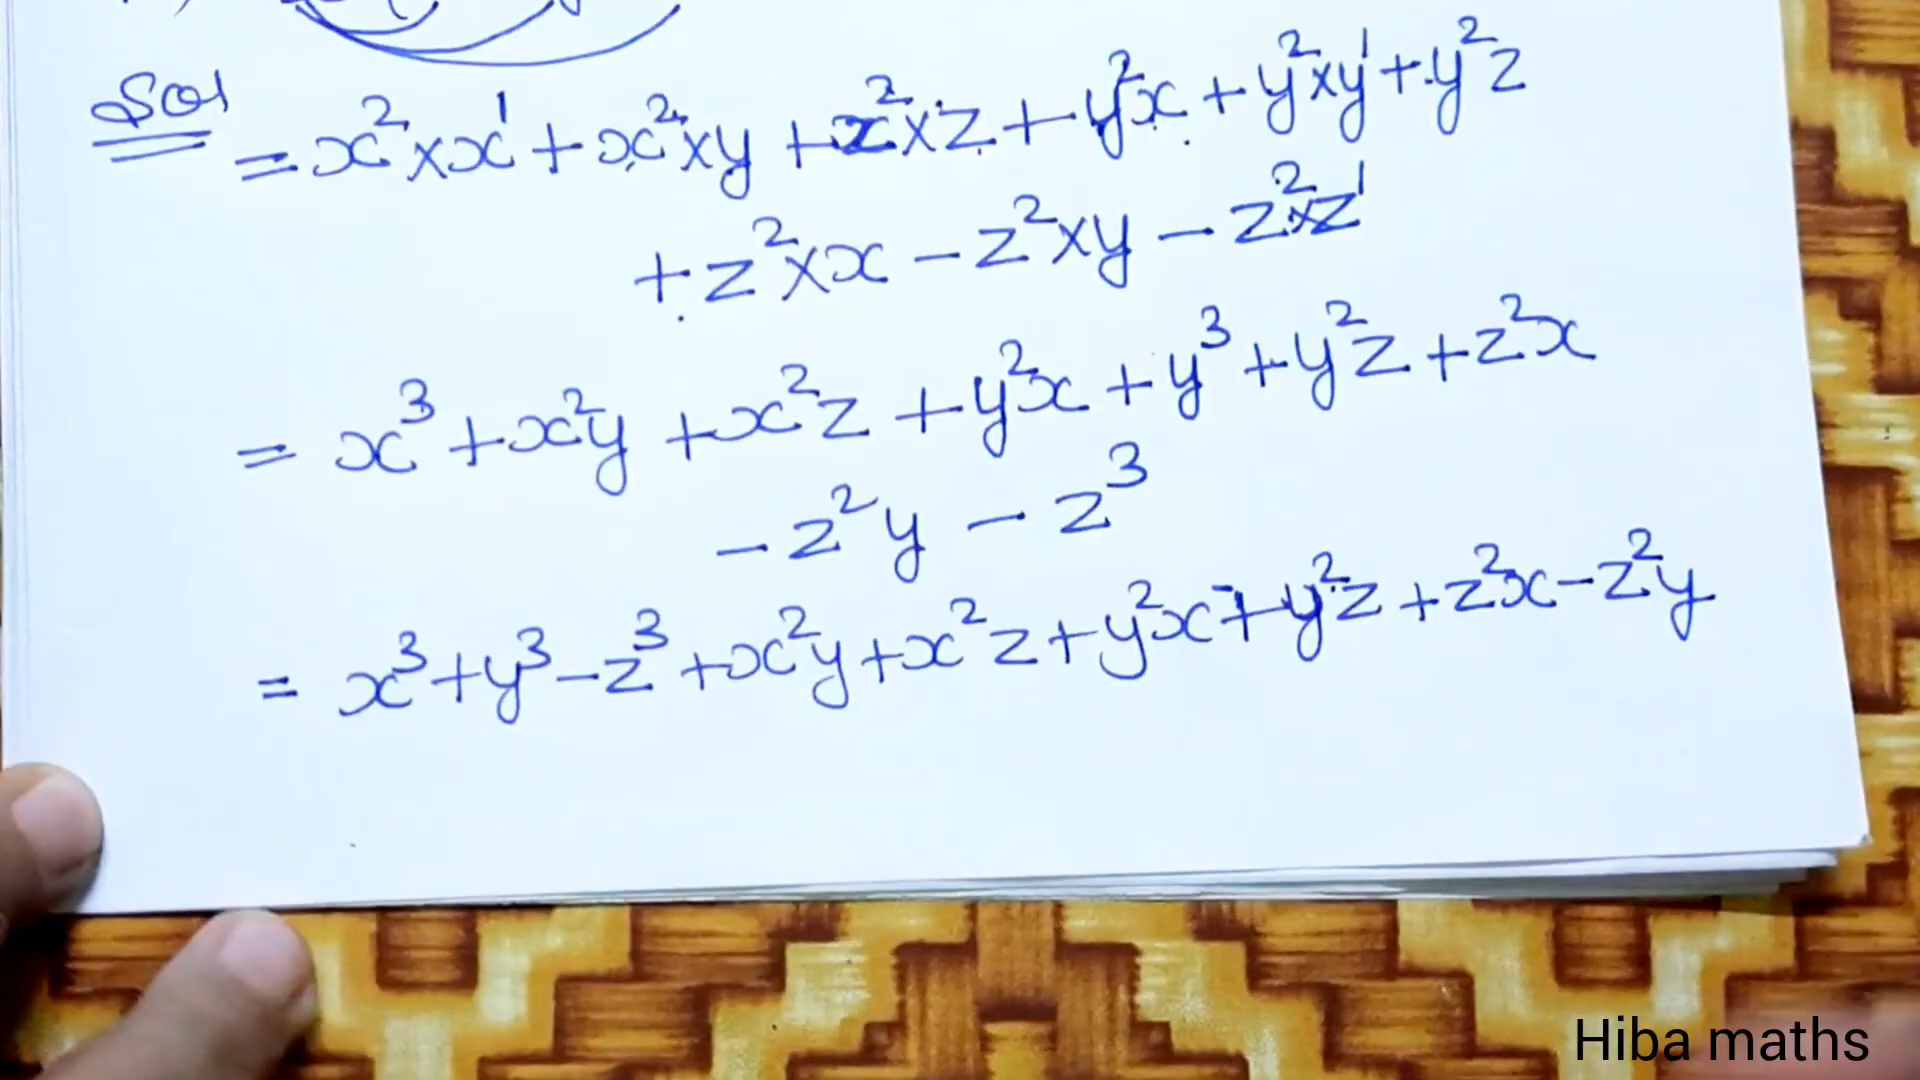 Sol
= x² × x¹ + x² × y + x² × z + y²x + y² × y¹ + y²z
+ z² × x - z² × y - z² × z¹
= x³ + x²y + x²z + y²x + y³ + y²z + z²x
- z²y - z³
= x³ + y³ - z³ + x²y + x²z + y²x + y²z + z²x - z²y
Hiba maths